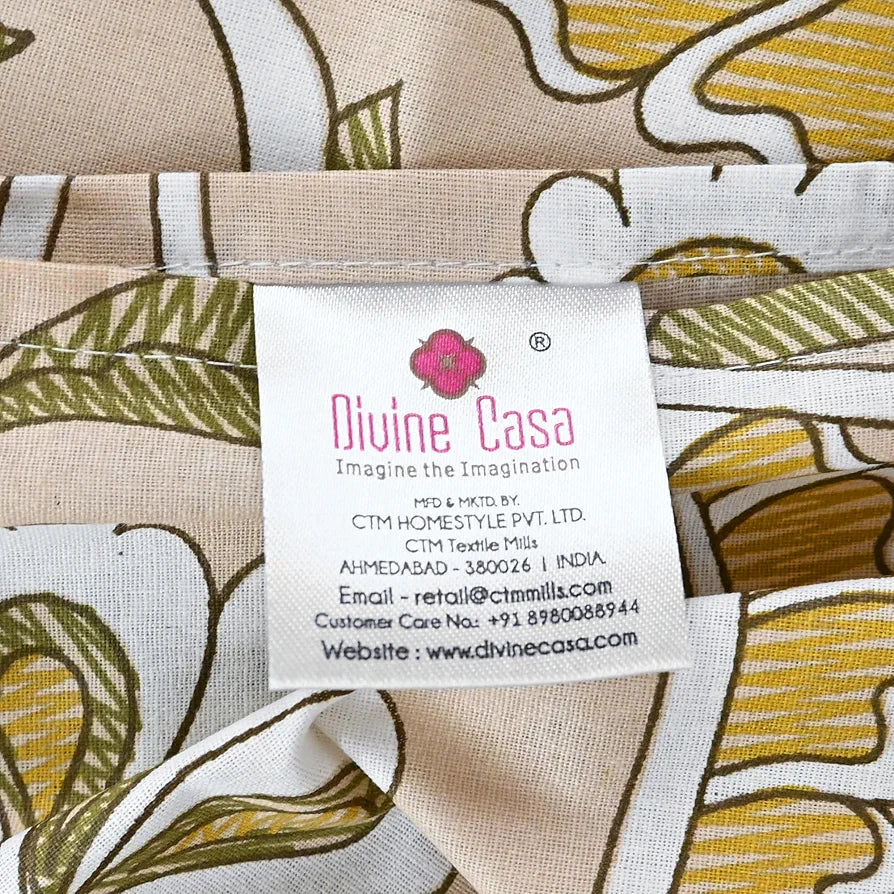 ®
Divine Casa
Imagine the Imagination
MFD & MKTD. BY.
CTM HOMESTYLE PVT. LTD.
CTM Textile Mills
AHMEDABAD - 380026 | INDIA
Email - retail@ctmmills.com
Customer Care No.: +91 8980088944
Website : www.divinecasa.com